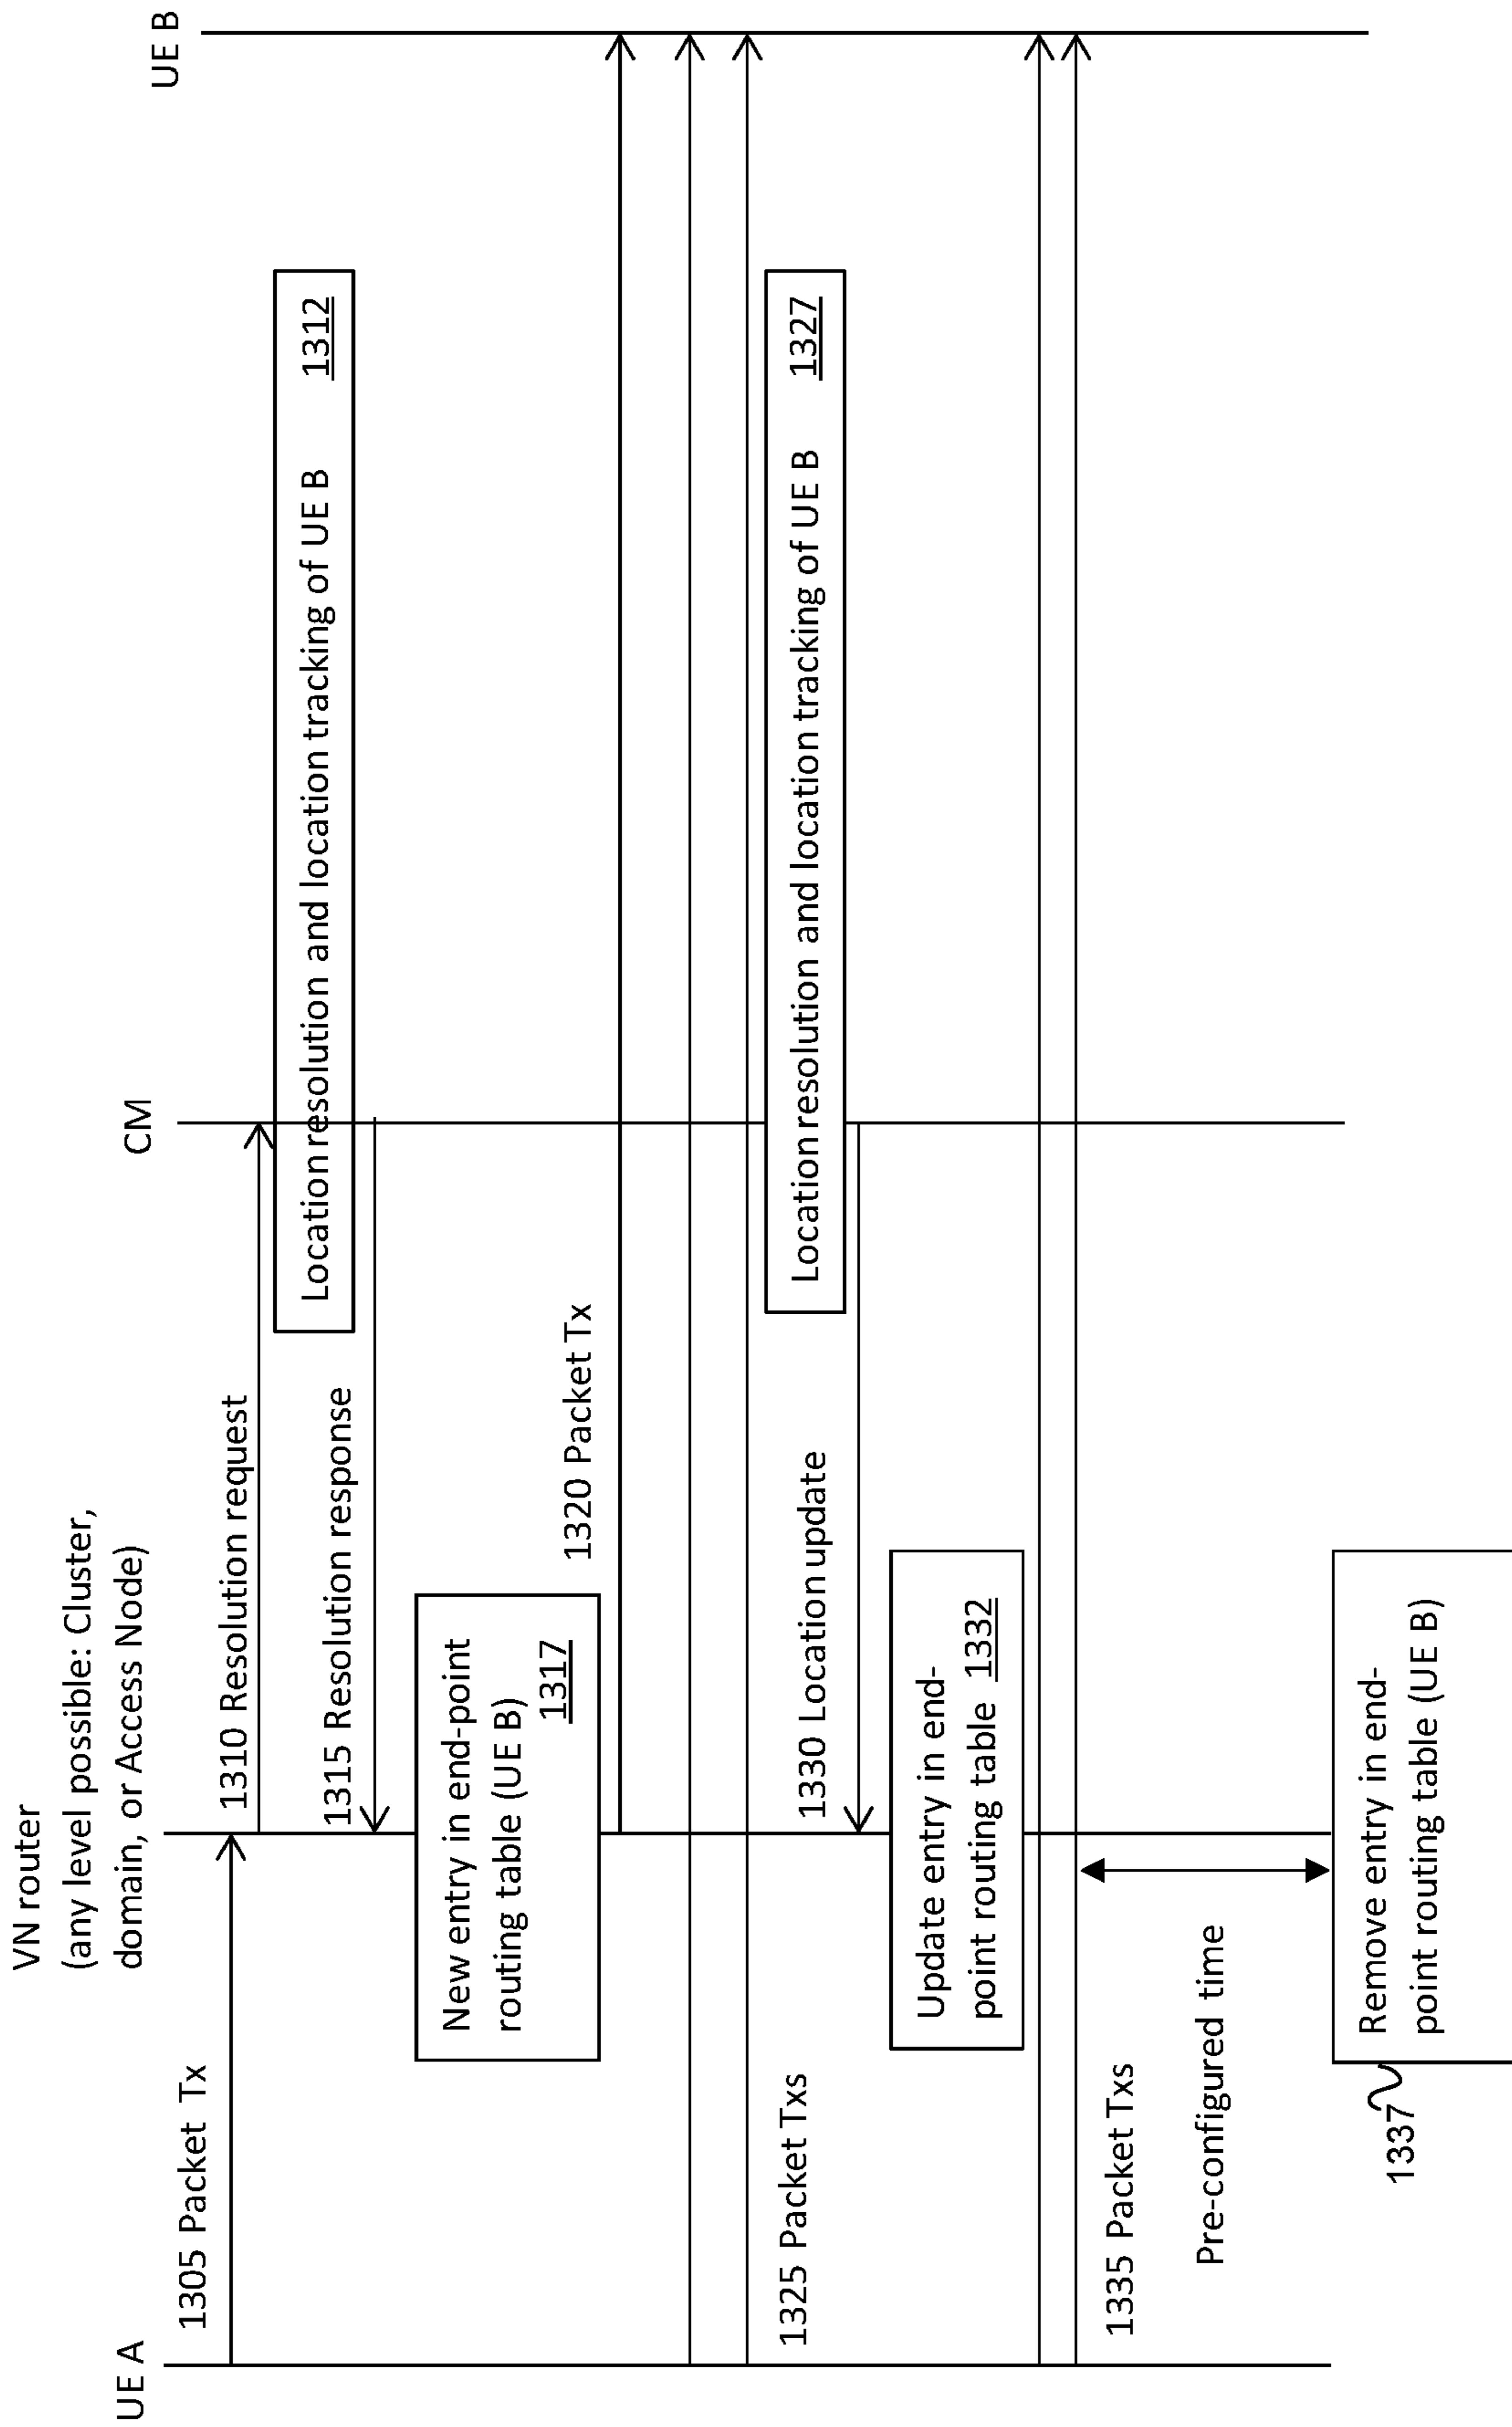 UE A
VN router
(any level possible: Cluster,
domain, or Access Node)
CM
UE B
1305 Packet Tx
1310 Resolution request
Location resolution and location tracking of UE B 1312
1315 Resolution response
New entry in end-point
routing table (UE B)
1317
1320 Packet Tx
1325 Packet Txs
Location resolution and location tracking of UE B 1327
1330 Location update
Update entry in end-
point routing table 1332
1335 Packet Txs
Pre-configured time
Remove entry in end-
point routing table (UE B)
1337